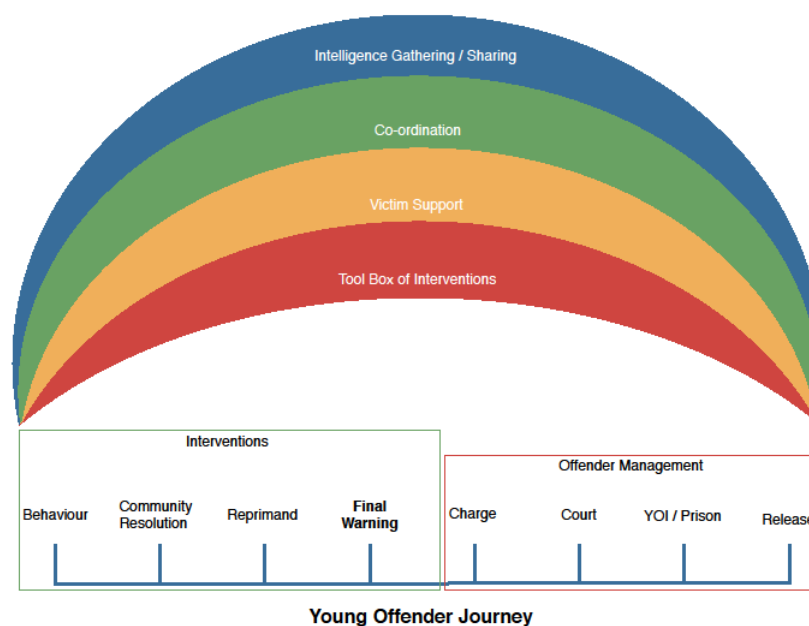 Intelligence Gathering / Sharing
Co-ordination
Victim Support
Tool Box of Interventions
Interventions
Offender Management
Behaviour
Community
Resolution
Reprimand
Final
Warning
Charge
Court
YOI / Prison
Release
Young Offender Journey